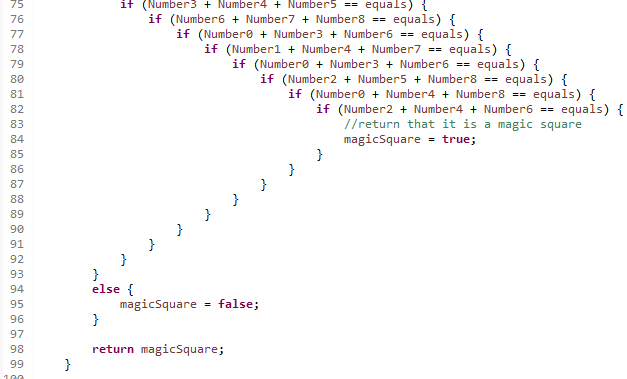 75 if (Number3 + Number4 + Number5 == equals) {
76 if (Number6 + Number7 + Number8 == equals) {
77 if (Number0 + Number3 + Number6 == equals) {
78 if (Number1 + Number4 + Number7 == equals) {
79 if (Number0 + Number3 + Number6 == equals) {
80 if (Number2 + Number5 + Number8 == equals) {
81 if (Number0 + Number4 + Number8 == equals) {
82 if (Number2 + Number4 + Number6 == equals) {
83 //return that it is a magic square
84 magicSquare = true;
85 }
86 }
87 }
88 }
89 }
90 }
91 }
92 }
93 }
94 else {
95 magicSquare = false;
96 }
97
98 return magicSquare;
99 }
100